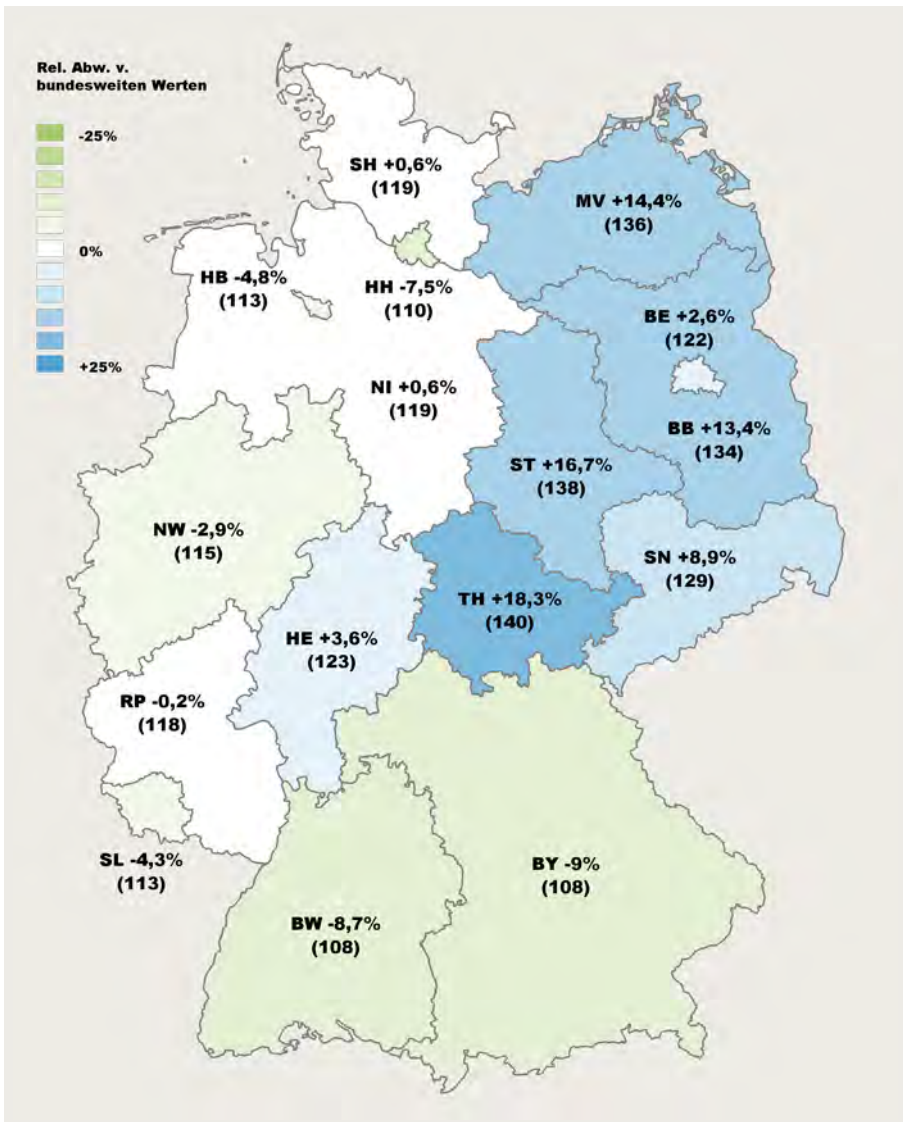 Rel. Abw. v.
bundesweiten Werten
-25%
0%
+25%
SH +0,6%
(119)
MV +14,4%
(136)
HB -4,8%
(113)
HH -7,5%
(110)
BE +2,6%
(122)
NI +0,6%
(119)
BB +13,4%
(134)
ST +16,7%
(138)
NW -2,9%
(115)
SN +8,9%
(129)
TH +18,3%
(140)
HE +3,6%
(123)
RP -0,2%
(118)
SL -4,3%
(113)
BY -9%
(108)
BW -8,7%
(108)